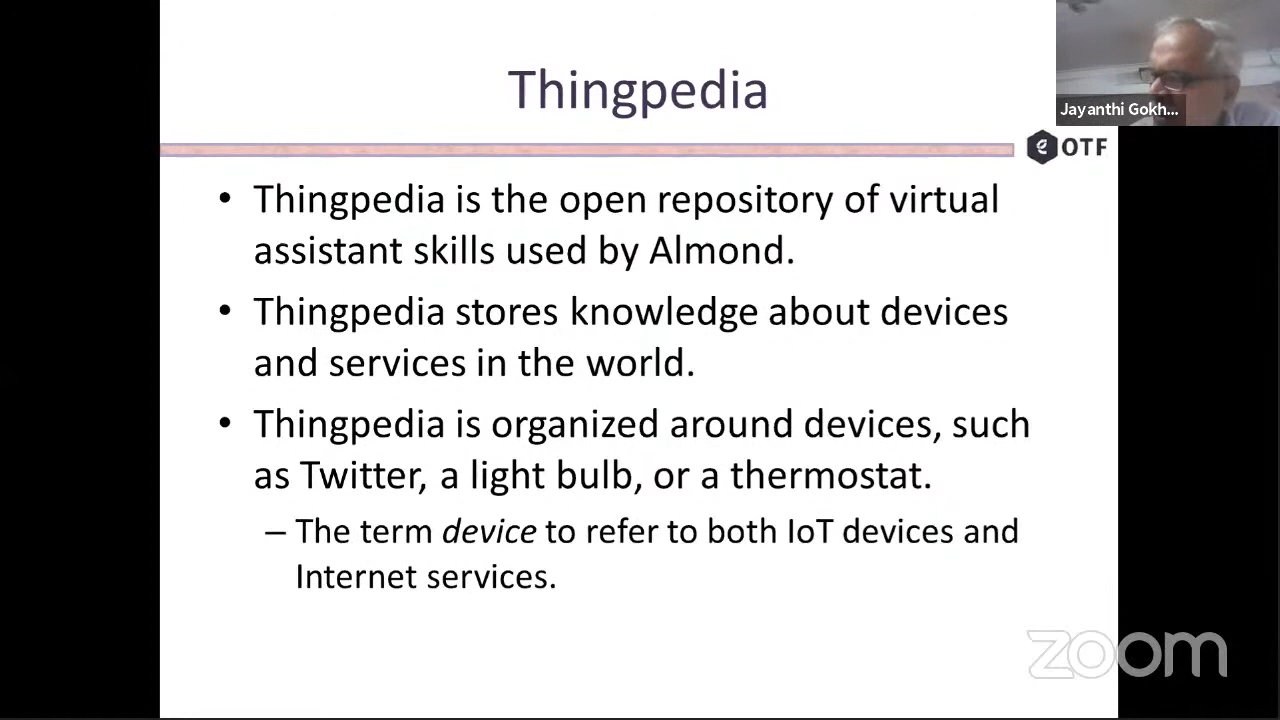 Thingpedia
Jayanthi Gokh...
OTF
• Thingpedia is the open repository of virtual
assistant skills used by Almond.
• Thingpedia stores knowledge about devices
and services in the world.
• Thingpedia is organized around devices, such
as Twitter, a light bulb, or a thermostat.
– The term device to refer to both IoT devices and
Internet services.
zoom